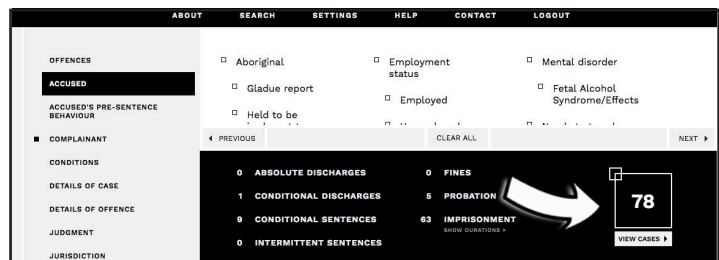 ABOUT SEARCH SETTINGS HELP CONTACT LOGOUT
OFFENCES
ACCUSED
ACCUSED'S PRE-SENTENCE
BEHAVIOUR
COMPLAINANT
CONDITIONS
DETAILS OF CASE
DETAILS OF OFFENCE
JUDGMENT
JURISDICTION
Aboriginal
Gladue report
Held to be
Employment
status
Employed
Mental disorder
Fetal Alcohol
Syndrome/Effects
PREVIOUS CLEAR ALL NEXT
0 ABSOLUTE DISCHARGES
1 CONDITIONAL DISCHARGES
9 CONDITIONAL SENTENCES
0 INTERMITTENT SENTENCES
0 FINES
5 PROBATION
63 IMPRISONMENT
SHOW DURATIONS
78
VIEW CASES